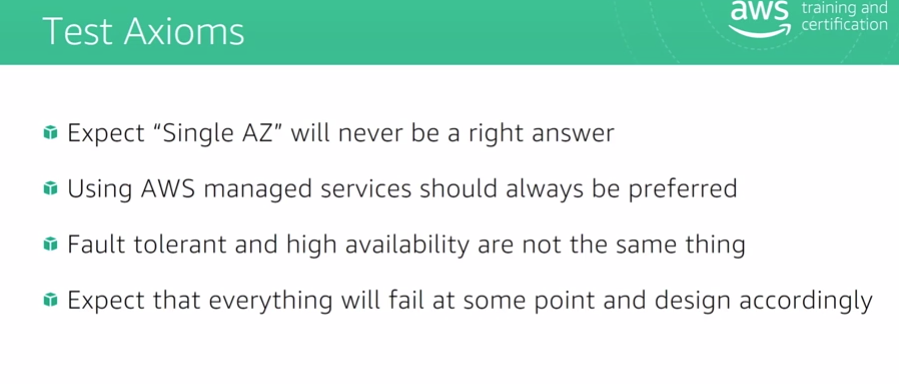 Test Axioms
aws training and
certification
Expect “Single AZ” will never be a right answer
Using AWS managed services should always be preferred
Fault tolerant and high availability are not the same thing
Expect that everything will fail at some point and design accordingly